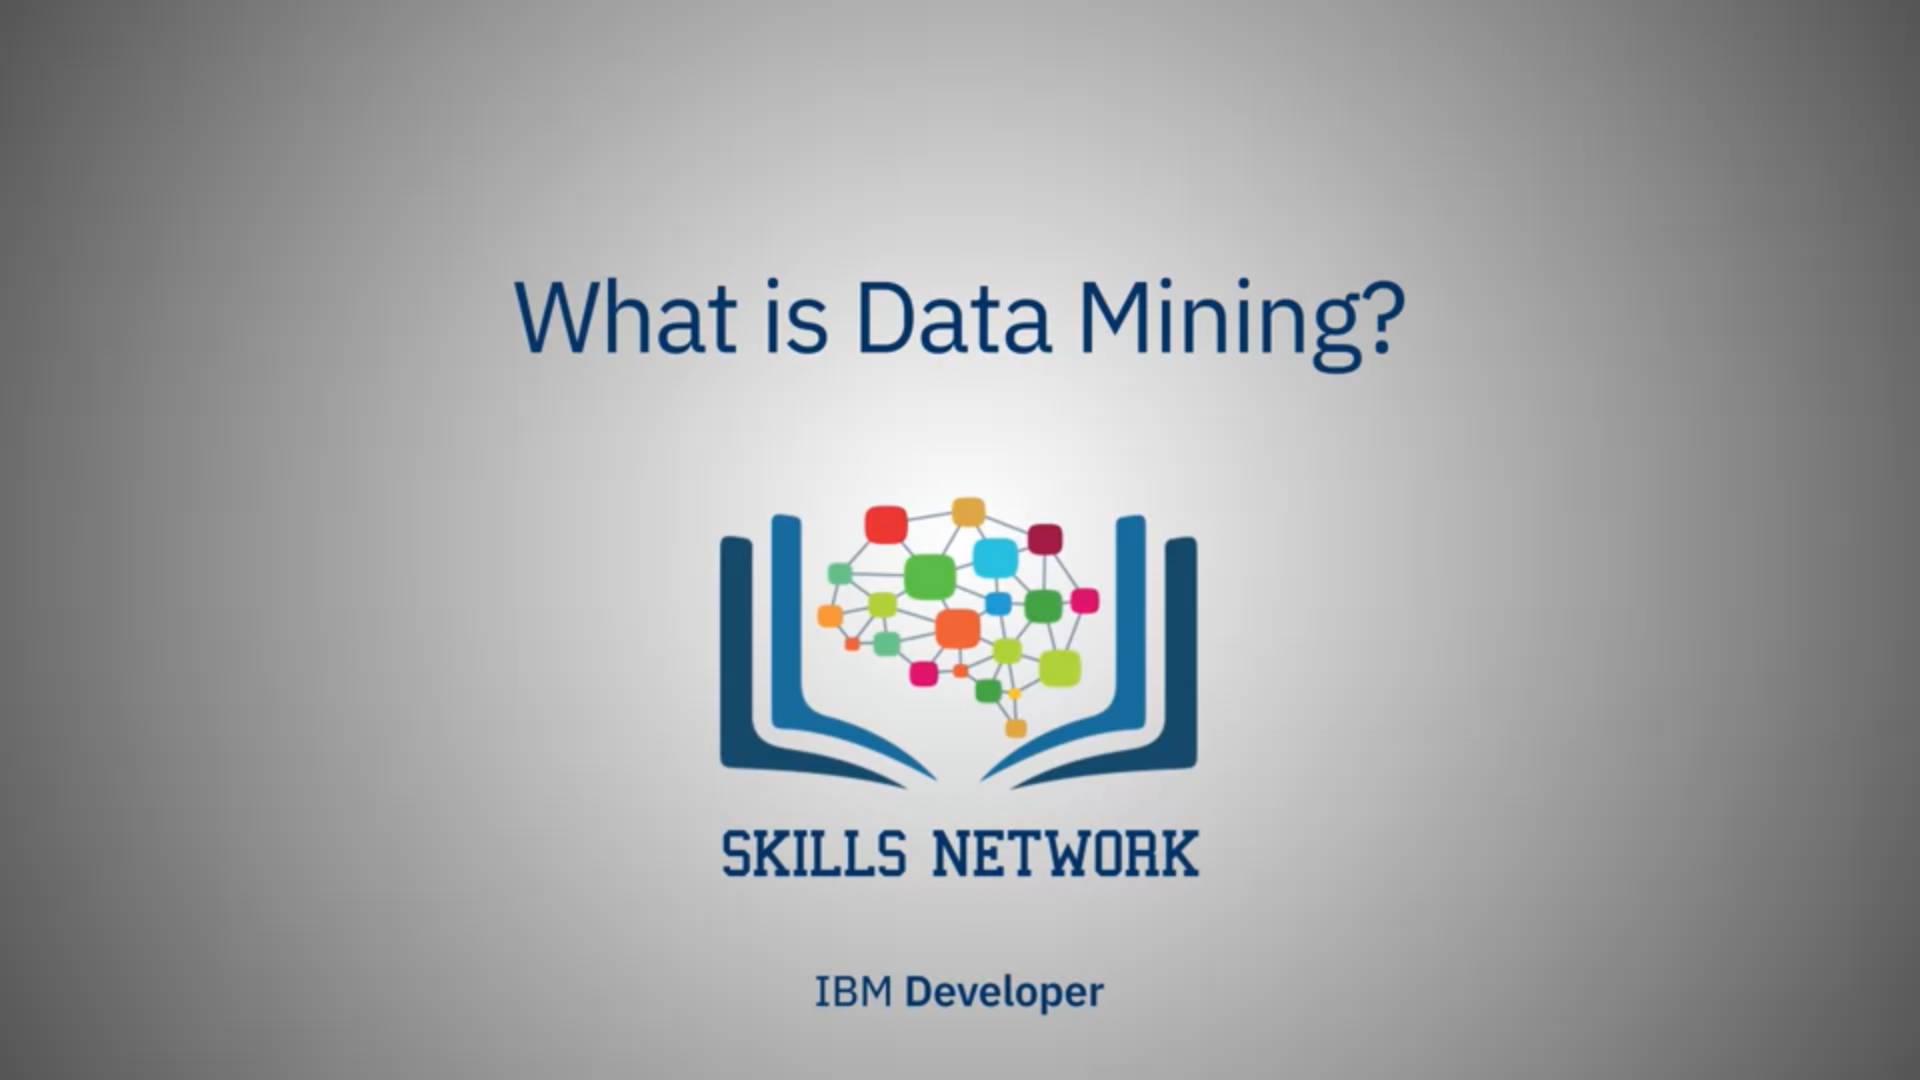 What is Data Mining?
SKILLS NETWORK
IBM Developer